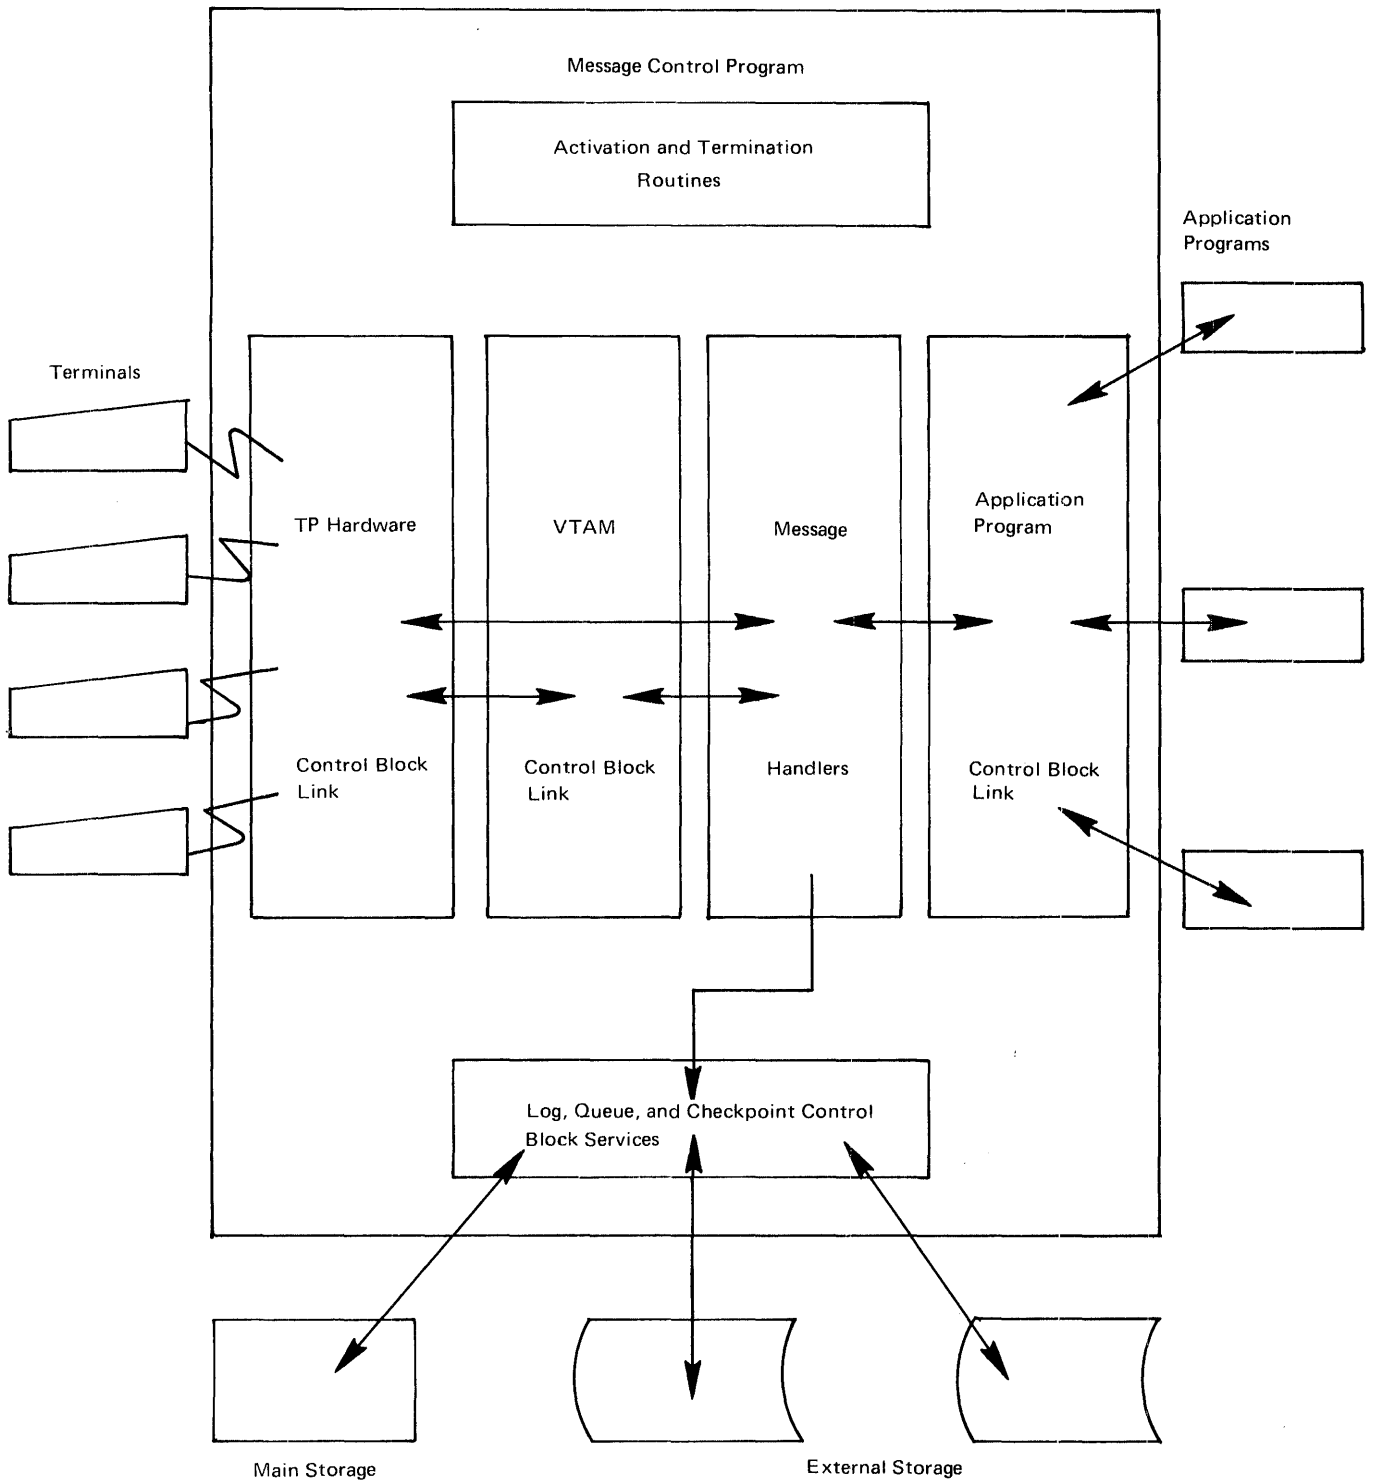 Message Control Program
Activation and Termination
Routines
Application
Programs
Terminals
TP Hardware
VTAM
Message
Application
Program
Control Block
Link
Control Block
Link
Handlers
Control Block
Link
Log, Queue, and Checkpoint Control
Block Services
Main Storage
External Storage